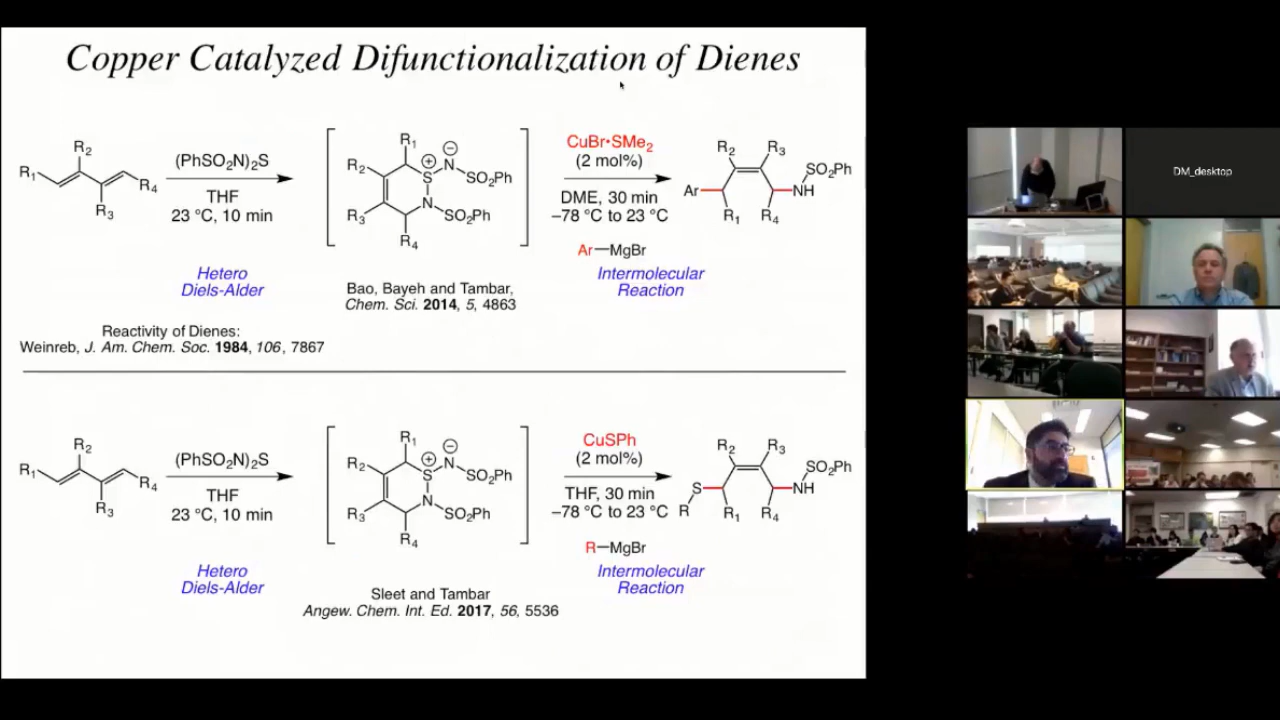 Copper Catalyzed Difunctionalization of Dienes
R1
R2
R3
R4
(PhSO2N)2S
THF
23 °C, 10 min
Hetero
Diels-Alder
R1
R2
R3
R4
S
⊕
N
⊖
SO2Ph
N
SO2Ph
Bao, Bayeh and Tambar,
Chem. Sci. 2014, 5, 4863
CuBr•SMe2
(2 mol%)
DME, 30 min
–78 °C to 23 °C
Ar—MgBr
Intermolecular
Reaction
R2
R3
SO2Ph
Ar
NH
R1
R4
Reactivity of Dienes:
Weinreb, J. Am. Chem. Soc. 1984, 106, 7867
R1
R2
R3
R4
(PhSO2N)2S
THF
23 °C, 10 min
Hetero
Diels-Alder
R1
R2
R3
R4
S
⊕
N
⊖
SO2Ph
N
SO2Ph
Sleet and Tambar
Angew. Chem. Int. Ed. 2017, 56, 5536
CuSPh
(2 mol%)
THF, 30 min
–78 °C to 23 °C
R—MgBr
Intermolecular
Reaction
R2
R3
SO2Ph
S
NH
R
R1
R4
DM_desktop